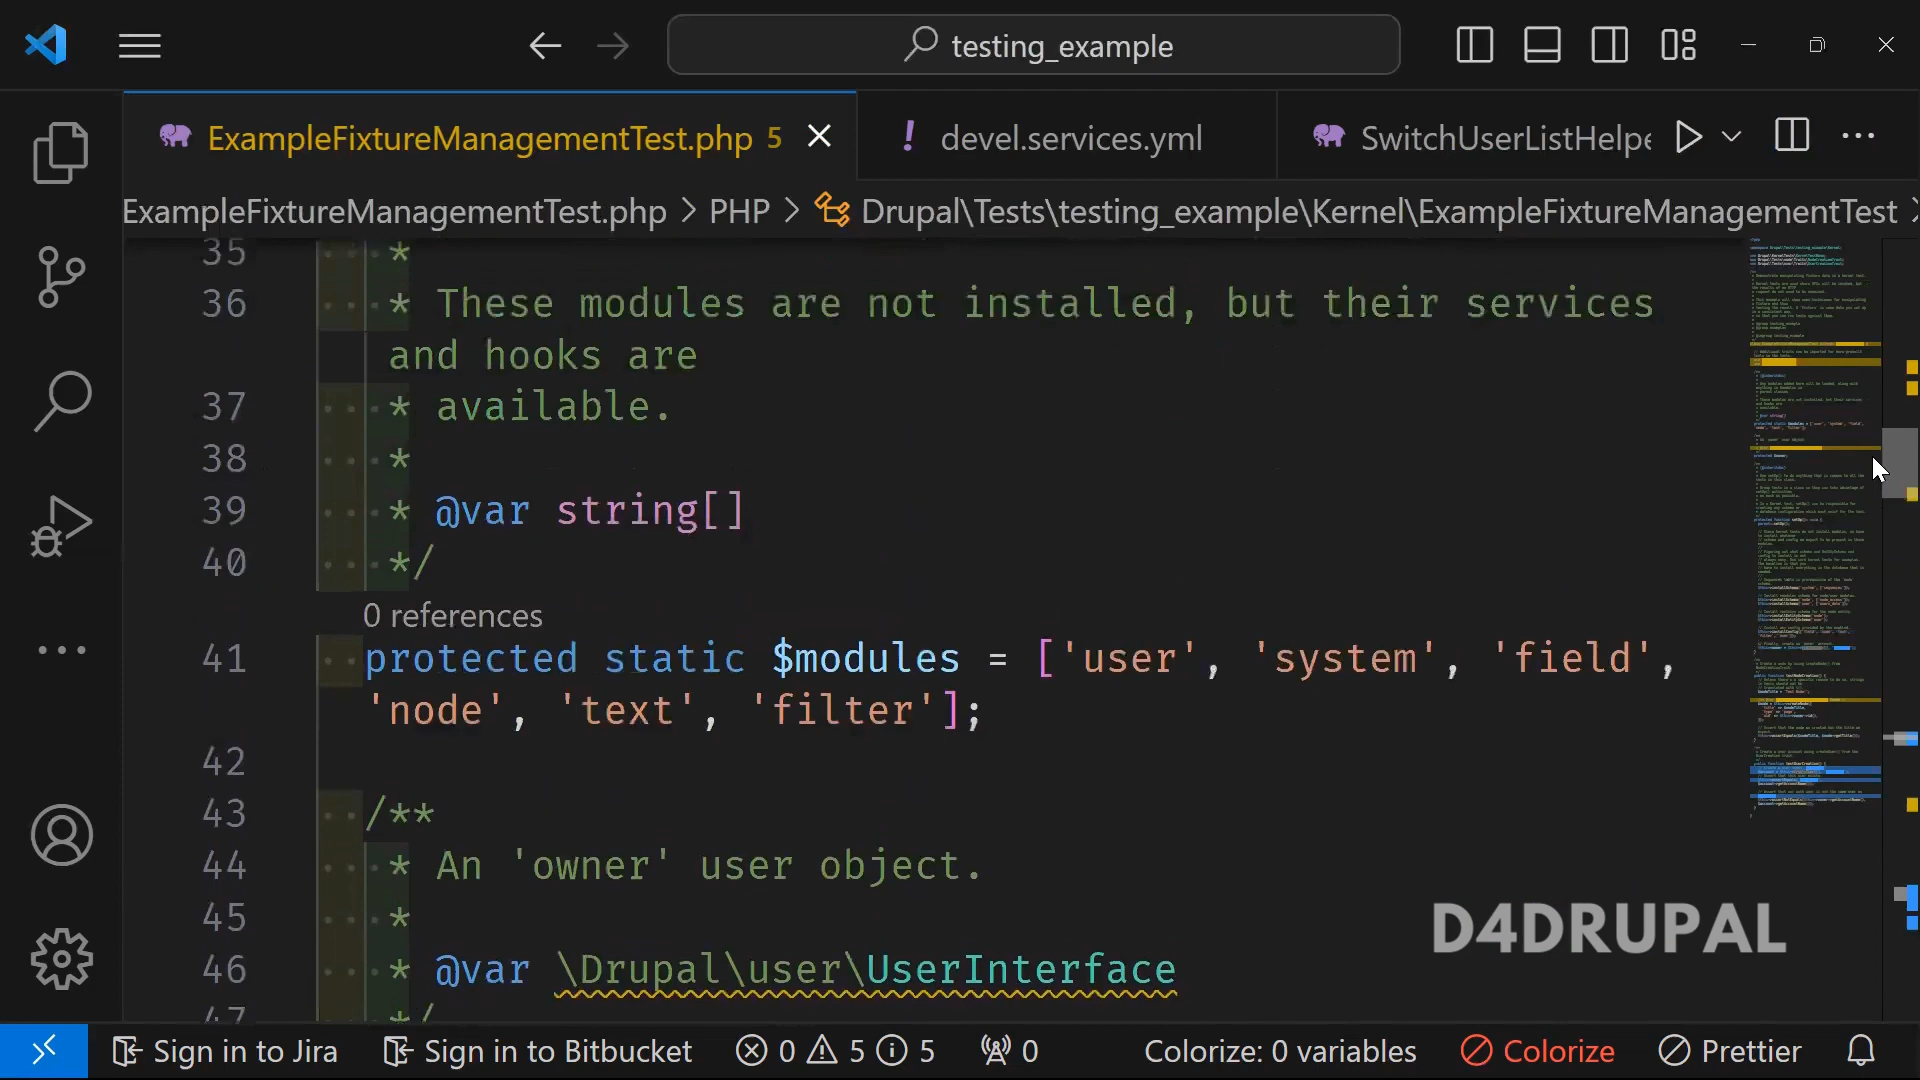 testing_example
ExampleFixtureManagementTest.php 5
devel.services.yml
SwitchUserListHelpe
ExampleFixtureManagementTest.php > PHP > Drupal\Tests\testing_example\Kernel\ExampleFixtureManagementTest
35 *
36 * These modules are not installed, but their services
and hooks are
37 * available.
38 *
39 * @var string[]
40 */
0 references
41 protected static $modules = ['user', 'system', 'field',
'node', 'text', 'filter'];
42
43 /**
44 * An 'owner' user object.
45 *
46 * @var \Drupal\user\UserInterface
47 */
D4DRUPAL
Sign in to Jira Sign in to Bitbucket 0 5 5 0 Colorize: 0 variables Colorize Prettier